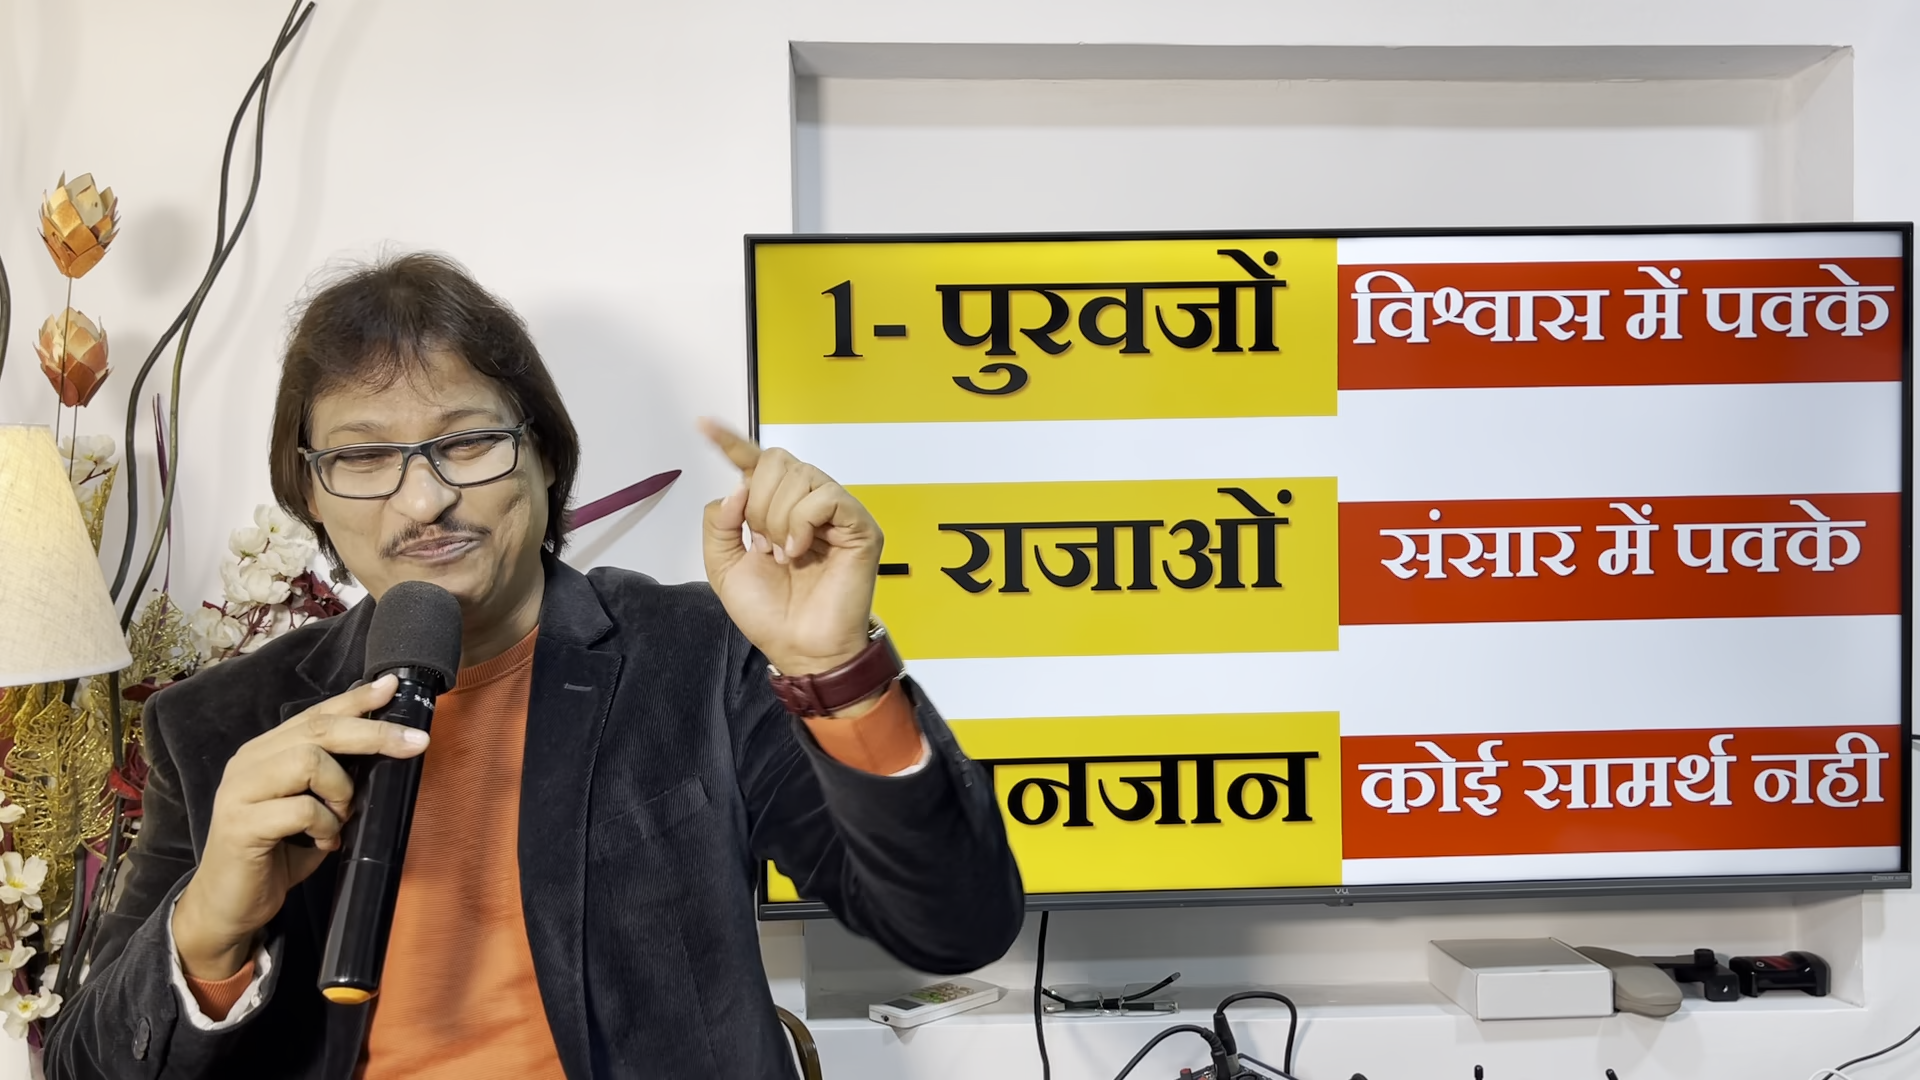 1- पुरवजों
विश्वास में पक्के
- राजाओं
संसार में पक्के
नजान
कोई सामर्थ नही